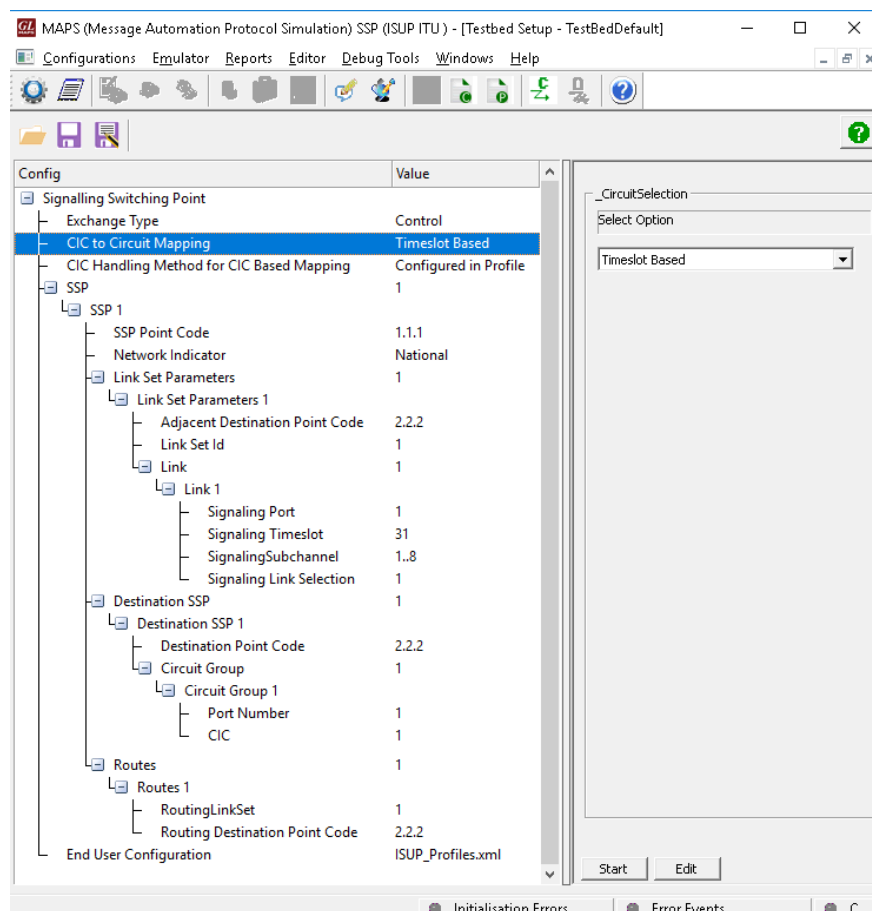 GL MAPS (Message Automation Protocol Simulation) SSP (ISUP ITU ) - [Testbed Setup - TestBedDefault]
Configurations Emulator Reports Editor Debug Tools Windows Help
Config Value
Signalling Switching Point
Exchange Type Control
CIC to Circuit Mapping Timeslot Based
CIC Handling Method for CIC Based Mapping Configured in Profile
SSP 1
SSP 1
SSP Point Code 1.1.1
Network Indicator National
Link Set Parameters 1
Link Set Parameters 1
Adjacent Destination Point Code 2.2.2
Link Set Id 1
Link 1
Link 1
Signaling Port 1
Signaling Timeslot 31
SignalingSubchannel 1..8
Signaling Link Selection 1
Destination SSP 1
Destination SSP 1
Destination Point Code 2.2.2
Circuit Group 1
Circuit Group 1
Port Number 1
CIC 1
Routes 1
Routes 1
RoutingLinkSet 1
Routing Destination Point Code 2.2.2
End User Configuration ISUP_Profiles.xml
_CircuitSelection
Select Option
Timeslot Based
Start Edit
Initialisation Errors Error Events C